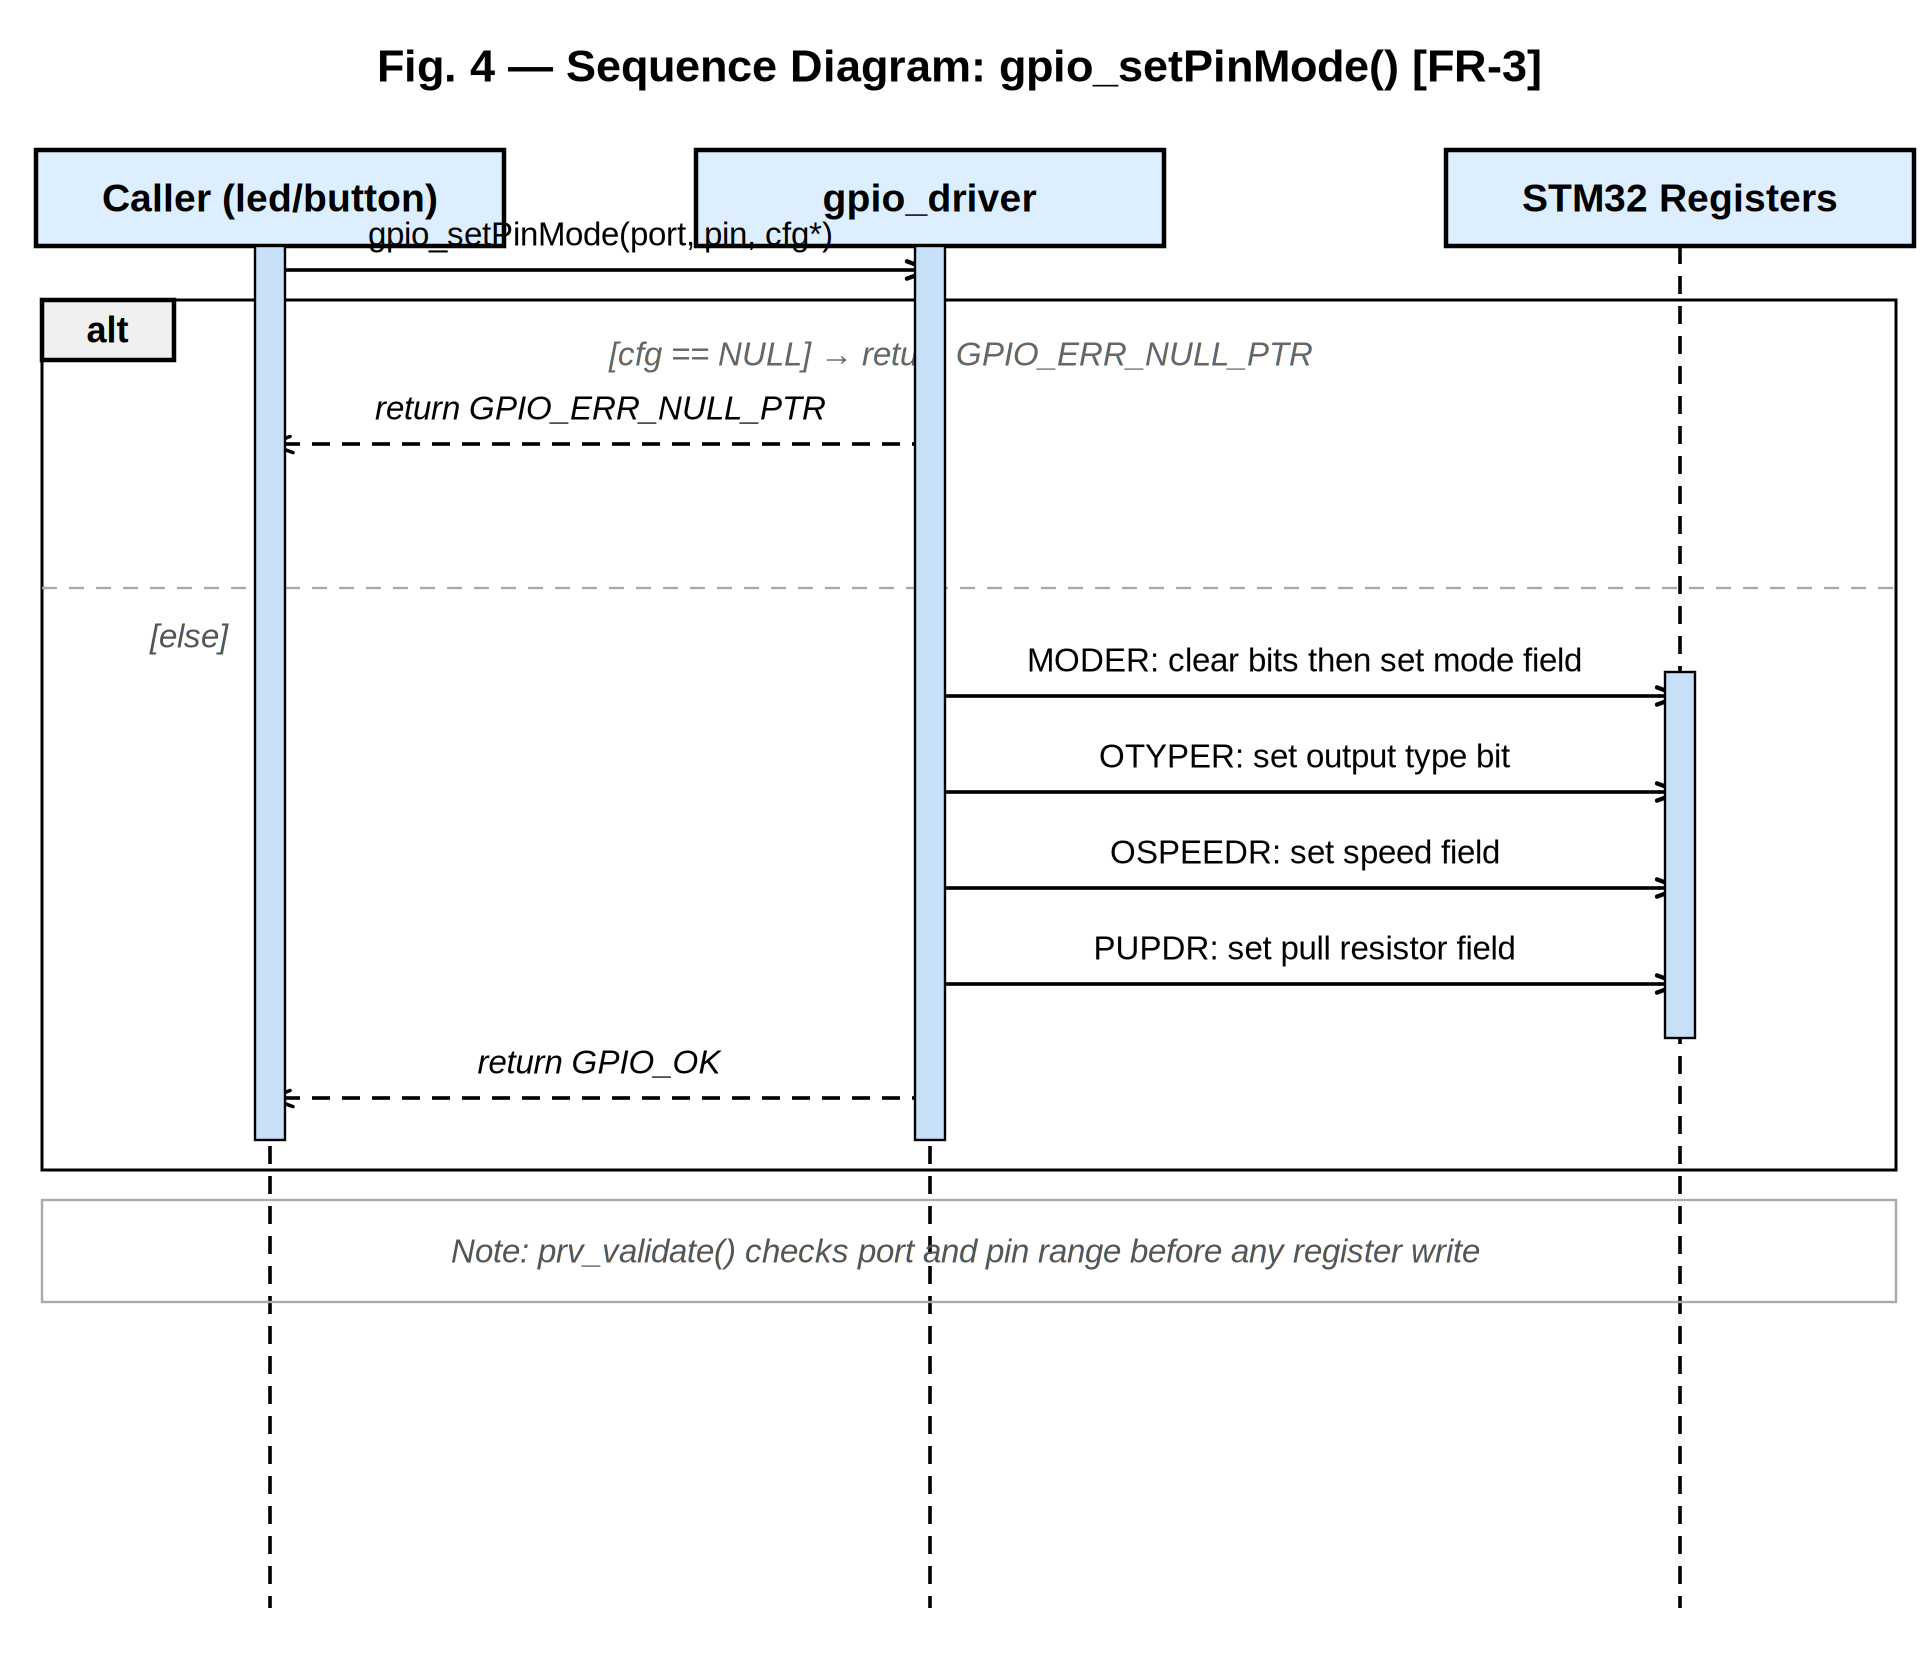 Fig. 4 — Sequence Diagram: gpio_setPinMode() [FR-3]
Caller (led/button)
gpio_driver
STM32 Registers
gpio_setPinMode(port, pin, cfg*)
alt
[cfg == NULL] → return GPIO_ERR_NULL_PTR
return GPIO_ERR_NULL_PTR
[else]
MODER: clear bits then set mode field
OTYPER: set output type bit
OSPEEDR: set speed field
PUPDR: set pull resistor field
return GPIO_OK
Note: prv_validate() checks port and pin range before any register write